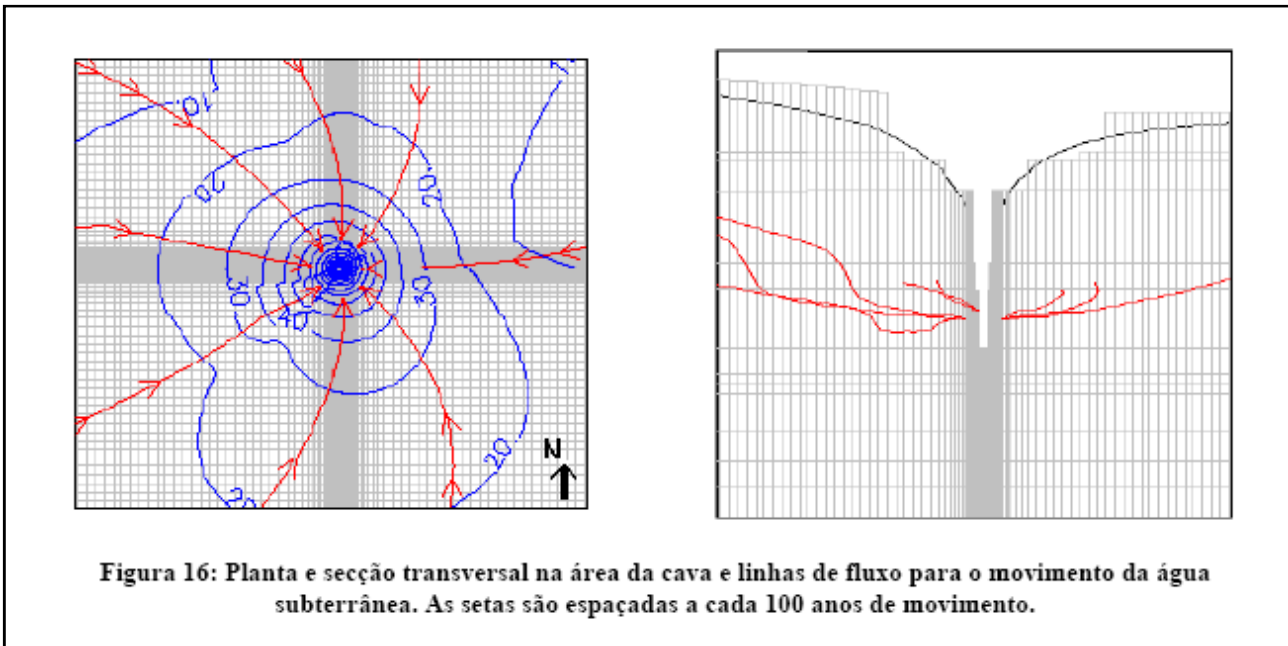 10.
20
20.
30
30
40
20
20
N
Figura 16: Planta e secção transversal na área da cava e linhas de fluxo para o movimento da água
subterrânea. As setas são espaçadas a cada 100 anos de movimento.